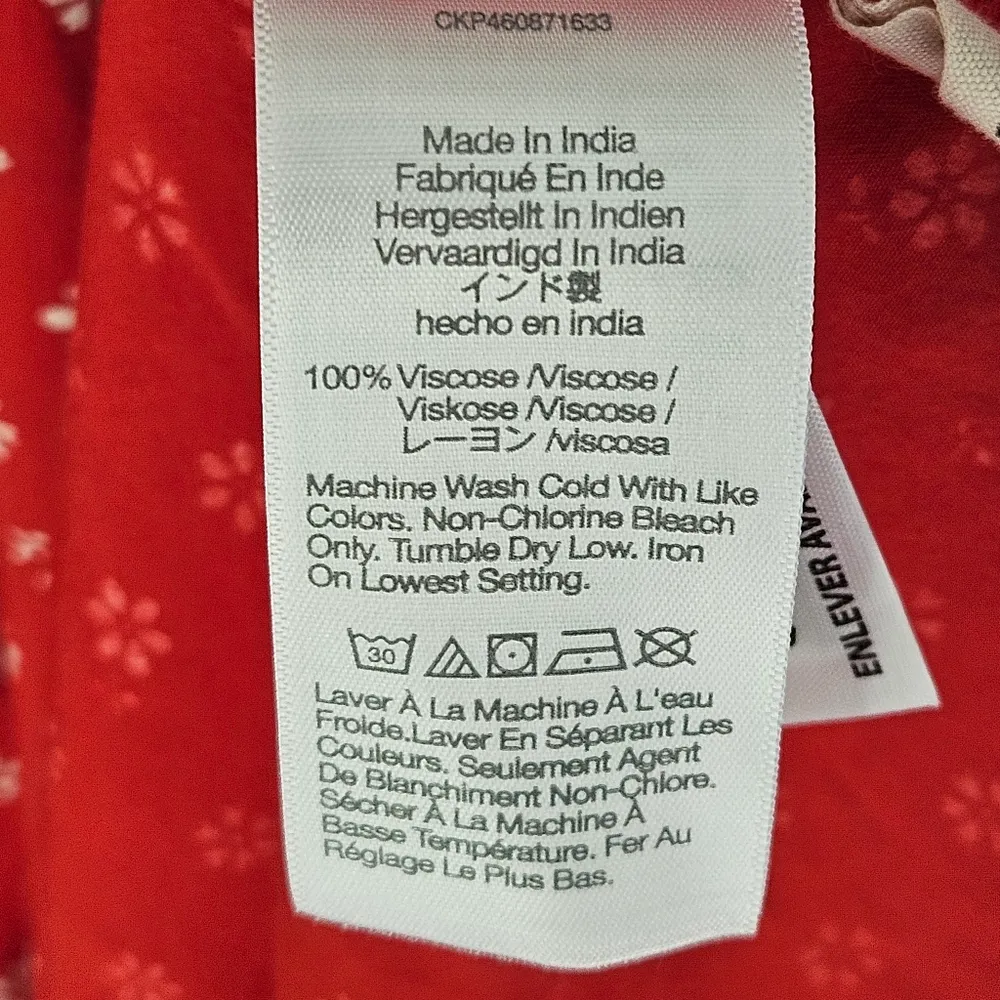 CKP460871633
Made In India
Fabriqué En Inde
Hergestellt In Indien
Vervaardigd In India
インド製
hecho en india
100% Viscose /Viscose /
Viskose /Viscose /
レーヨン /viscosa
Machine Wash Cold With Like
Colors. Non-Chlorine Bleach
Only. Tumble Dry Low. Iron
On Lowest Setting.
30
Laver À La Machine À L'eau
Froide.Laver En Séparant Les
Couleurs. Seulement Agent
De Blanchiment Non-Chlore.
Sécher À La Machine À
Basse Température. Fer Au
Réglage Le Plus Bas.
ENLEVER